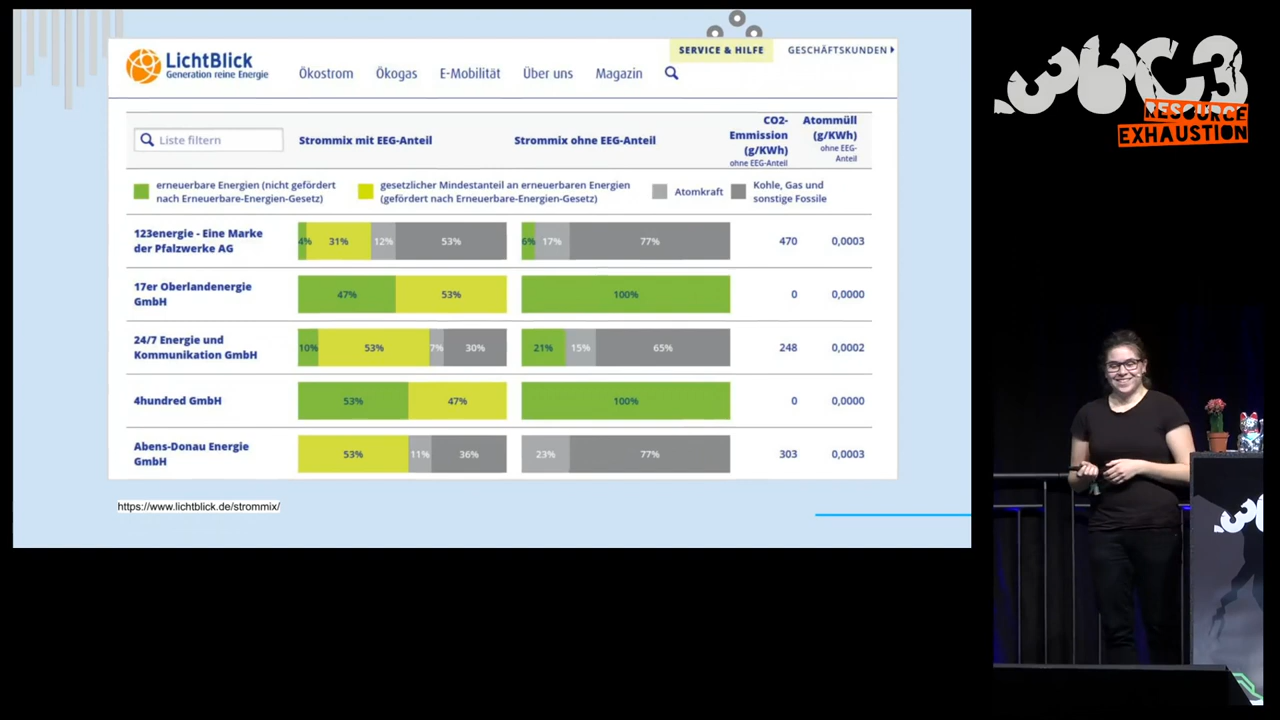 LichtBlick
Generation reine Energie
SERVICE & HILFE
GESCHÄFTSKUNDEN
Ökostrom
Ökogas
E-Mobilität
Über uns
Magazin
Liste filtern
Strommix mit EEG-Anteil
Strommix ohne EEG-Anteil
CO2-
Emmission
(g/KWh)
ohne EEG-Anteil
Atommüll
(g/KWh)
ohne EEG-
Anteil
erneuerbare Energien (nicht gefördert
nach Erneuerbare-Energien-Gesetz)
gesetzlicher Mindestanteil an erneuerbaren Energien
(gefördert nach Erneuerbare-Energien-Gesetz)
Atomkraft
Kohle, Gas und
sonstige Fossile
123energie - Eine Marke
der Pfalzwerke AG
4% 31% 12% 53% 6% 17% 77% 470 0,0003
17er Oberlandenergie
GmbH
47% 53% 100% 0 0,0000
24/7 Energie und
Kommunikation GmbH
10% 53% 7% 30% 21% 15% 65% 248 0,0002
4hundred GmbH
53% 47% 100% 0 0,0000
Abens-Donau Energie
GmbH
53% 11% 36% 23% 77% 303 0,0003
https://www.lichtblick.de/strommix/
36C3
RESOURCE
EXHAUSTION